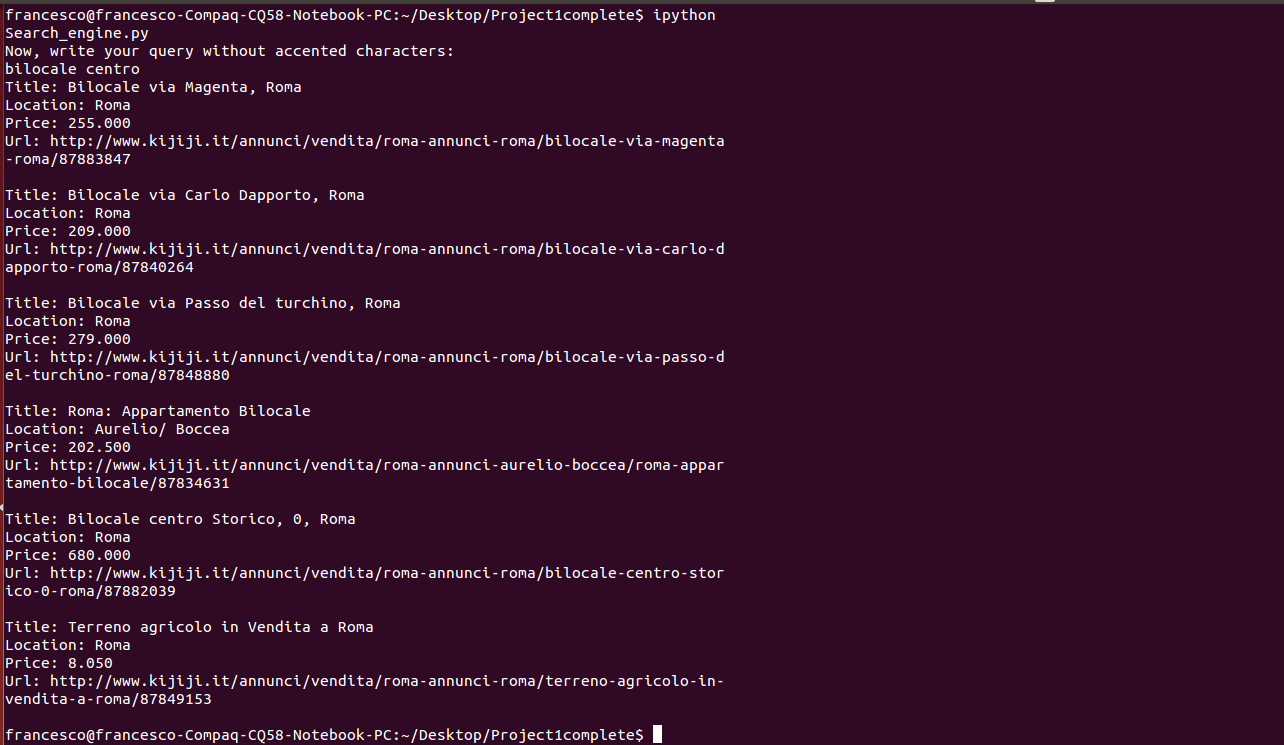 francesco@francesco-Compaq-CQ58-Notebook-PC:~/Desktop/Project1complete$ ipython
Search_engine.py
Now, write your query without accented characters:
bilocale centro
Title: Bilocale via Magenta, Roma
Location: Roma
Price: 255.000
Url: http://www.kijiji.it/annunci/vendita/roma-annunci-roma/bilocale-via-magenta
-roma/87883847

Title: Bilocale via Carlo Dapporto, Roma
Location: Roma
Price: 209.000
Url: http://www.kijiji.it/annunci/vendita/roma-annunci-roma/bilocale-via-carlo-d
apporto-roma/87840264

Title: Bilocale via Passo del turchino, Roma
Location: Roma
Price: 279.000
Url: http://www.kijiji.it/annunci/vendita/roma-annunci-roma/bilocale-via-passo-d
el-turchino-roma/87848880

Title: Roma: Appartamento Bilocale
Location: Aurelio/ Boccea
Price: 202.500
Url: http://www.kijiji.it/annunci/vendita/roma-annunci-aurelio-boccea/roma-appar
tamento-bilocale/87834631

Title: Bilocale centro Storico, 0, Roma
Location: Roma
Price: 680.000
Url: http://www.kijiji.it/annunci/vendita/roma-annunci-roma/bilocale-centro-stor
ico-0-roma/87882039

Title: Terreno agricolo in Vendita a Roma
Location: Roma
Price: 8.050
Url: http://www.kijiji.it/annunci/vendita/roma-annunci-roma/terreno-agricolo-in-
vendita-a-roma/87849153

francesco@francesco-Compaq-CQ58-Notebook-PC:~/Desktop/Project1complete$